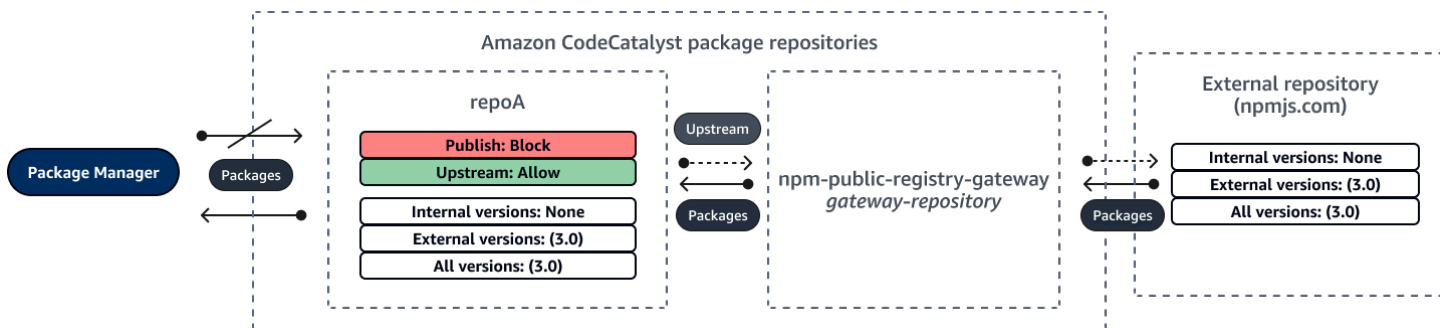 Amazon CodeCatalyst package repositories
Package Manager
Packages
repoA
Publish: Block
Upstream: Allow
Internal versions: None
External versions: (3.0)
All versions: (3.0)
Upstream
Packages
npm-public-registry-gateway
gateway-repository
Packages
External repository
(npmjs.com)
Internal versions: None
External versions: (3.0)
All versions: (3.0)